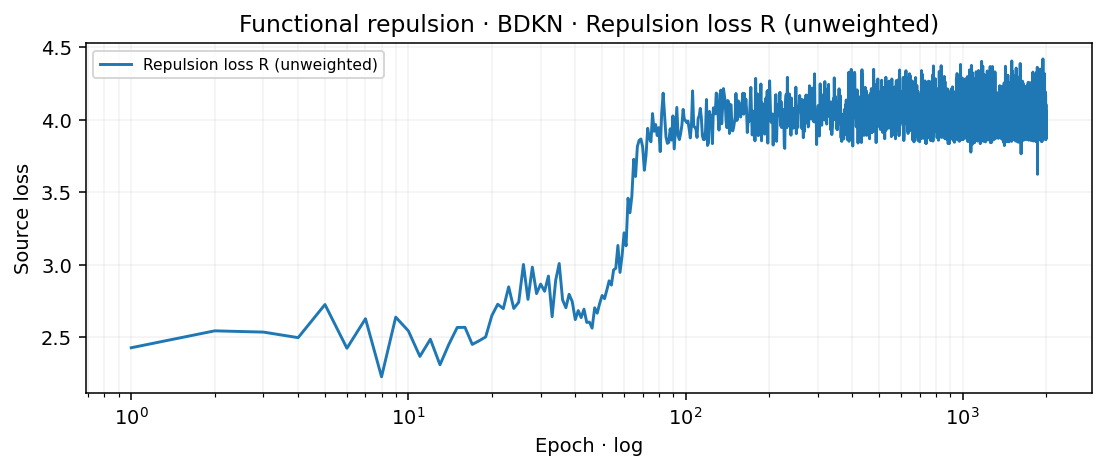 Functional repulsion · BDKN · Repulsion loss R (unweighted)
Repulsion loss R (unweighted)
Source loss
4.5
4.0
3.5
3.0
2.5
10⁰ 10¹ 10² 10³
Epoch · log